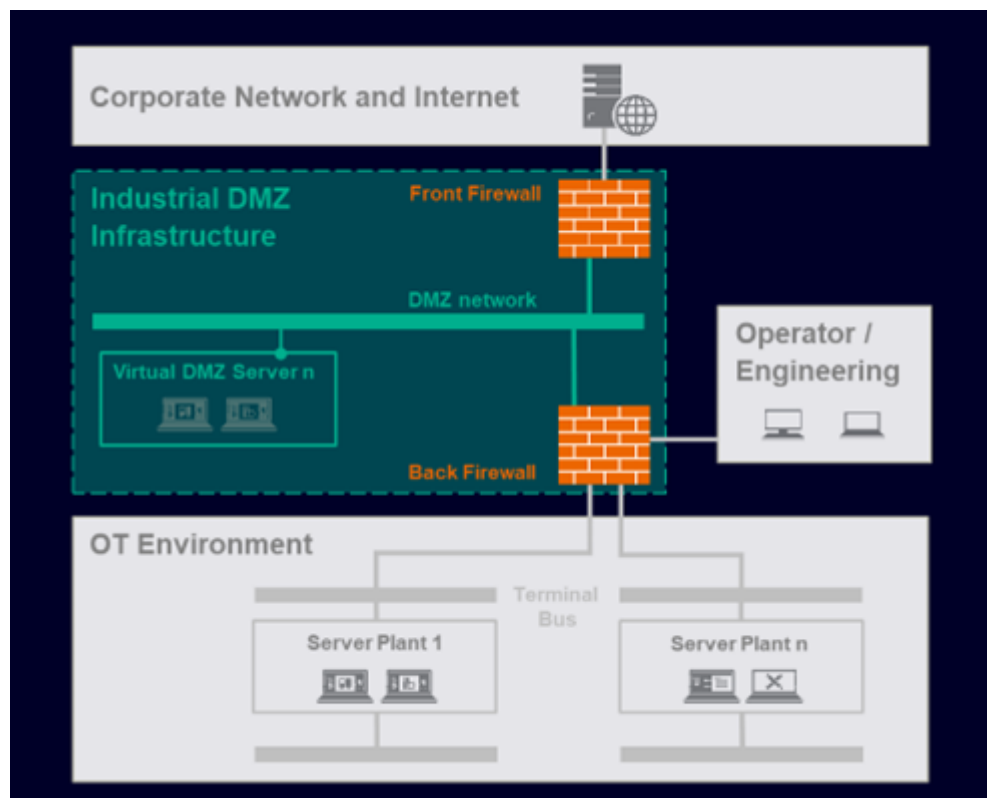 Corporate Network and Internet
Industrial DMZ
Infrastructure
Front Firewall
DMZ network
Virtual DMZ Server n
Operator /
Engineering
Back Firewall
OT Environment
Terminal
Bus
Server Plant 1
Server Plant n